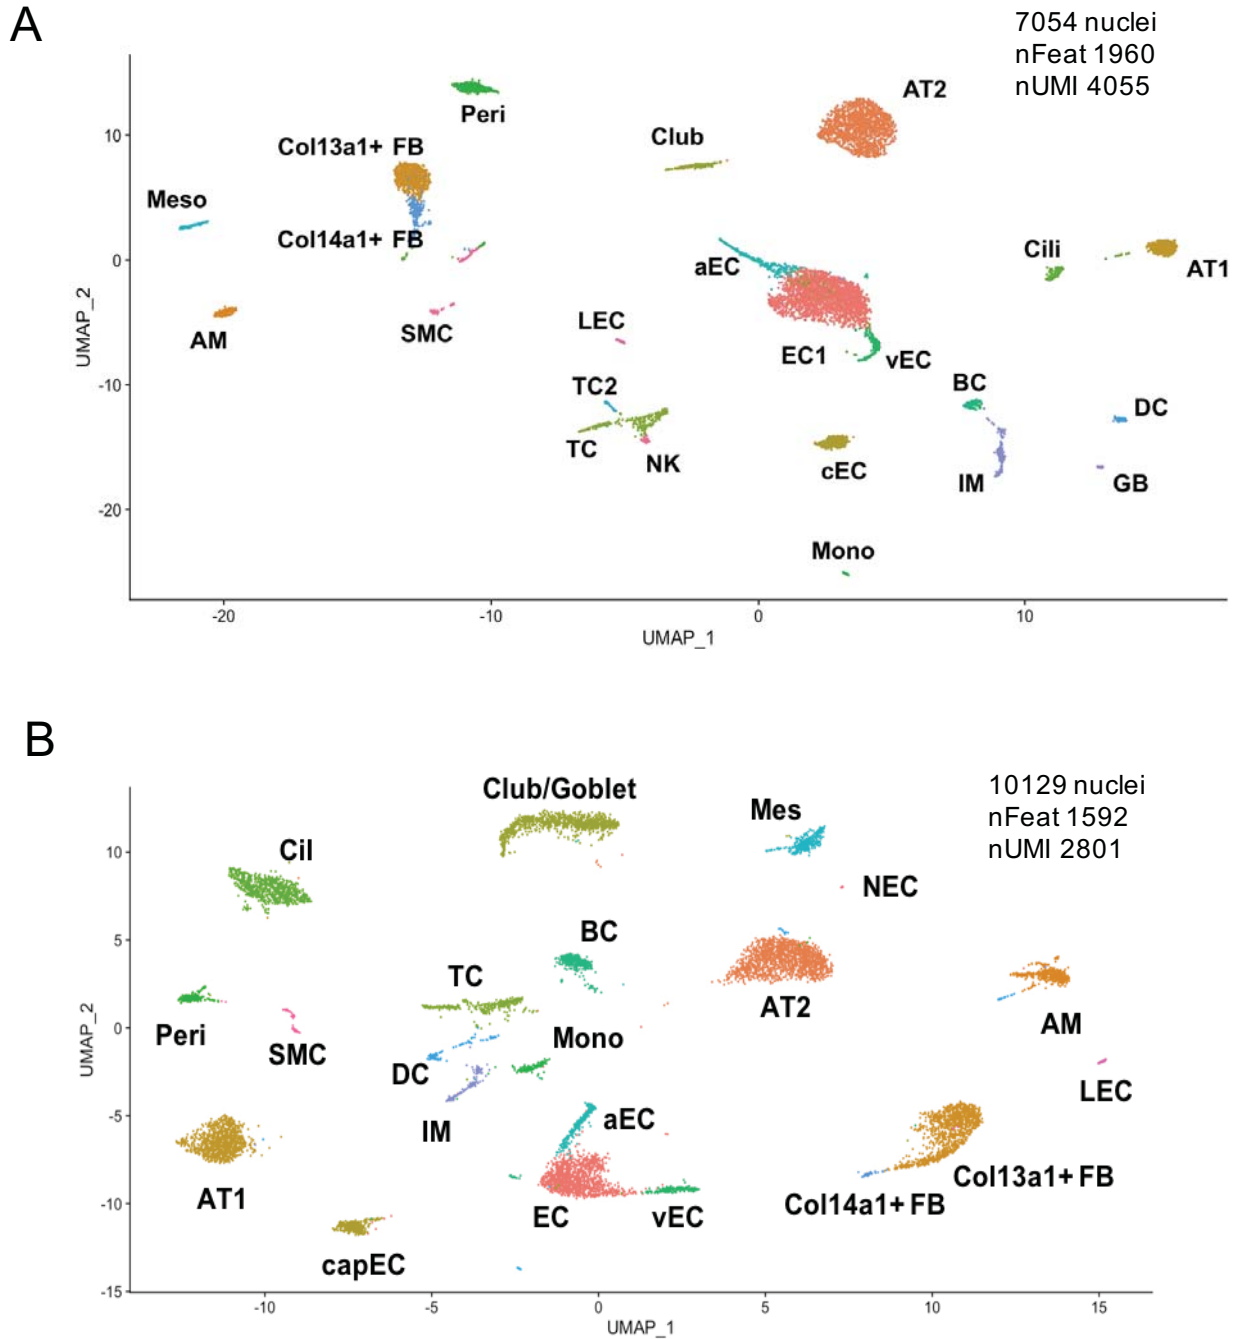 A
7054 nuclei
nFeat 1960
nUMI 4055
AT2
Peri
Club
Col13a1+ FB
Meso
Col14a1+ FB
aEC
Cili
AT1
AM
SMC
LEC
EC1
vEC
TC2
BC
DC
TC
NK
cEC
IM
GB
Mono
10
0
-10
-20
UMAP_2
-20
-10
0
10
UMAP_1
B
10129 nuclei
nFeat 1592
nUMI 2801
Club/Goblet
Mes
Cil
NEC
BC
TC
AT2
Peri
SMC
Mono
AM
DC
LEC
IM
aEC
Col13a1+ FB
AT1
Col14a1+ FB
EC
vEC
capEC
10
5
0
-5
-10
-15
UMAP_2
-10
-5
0
5
10
15
UMAP_1